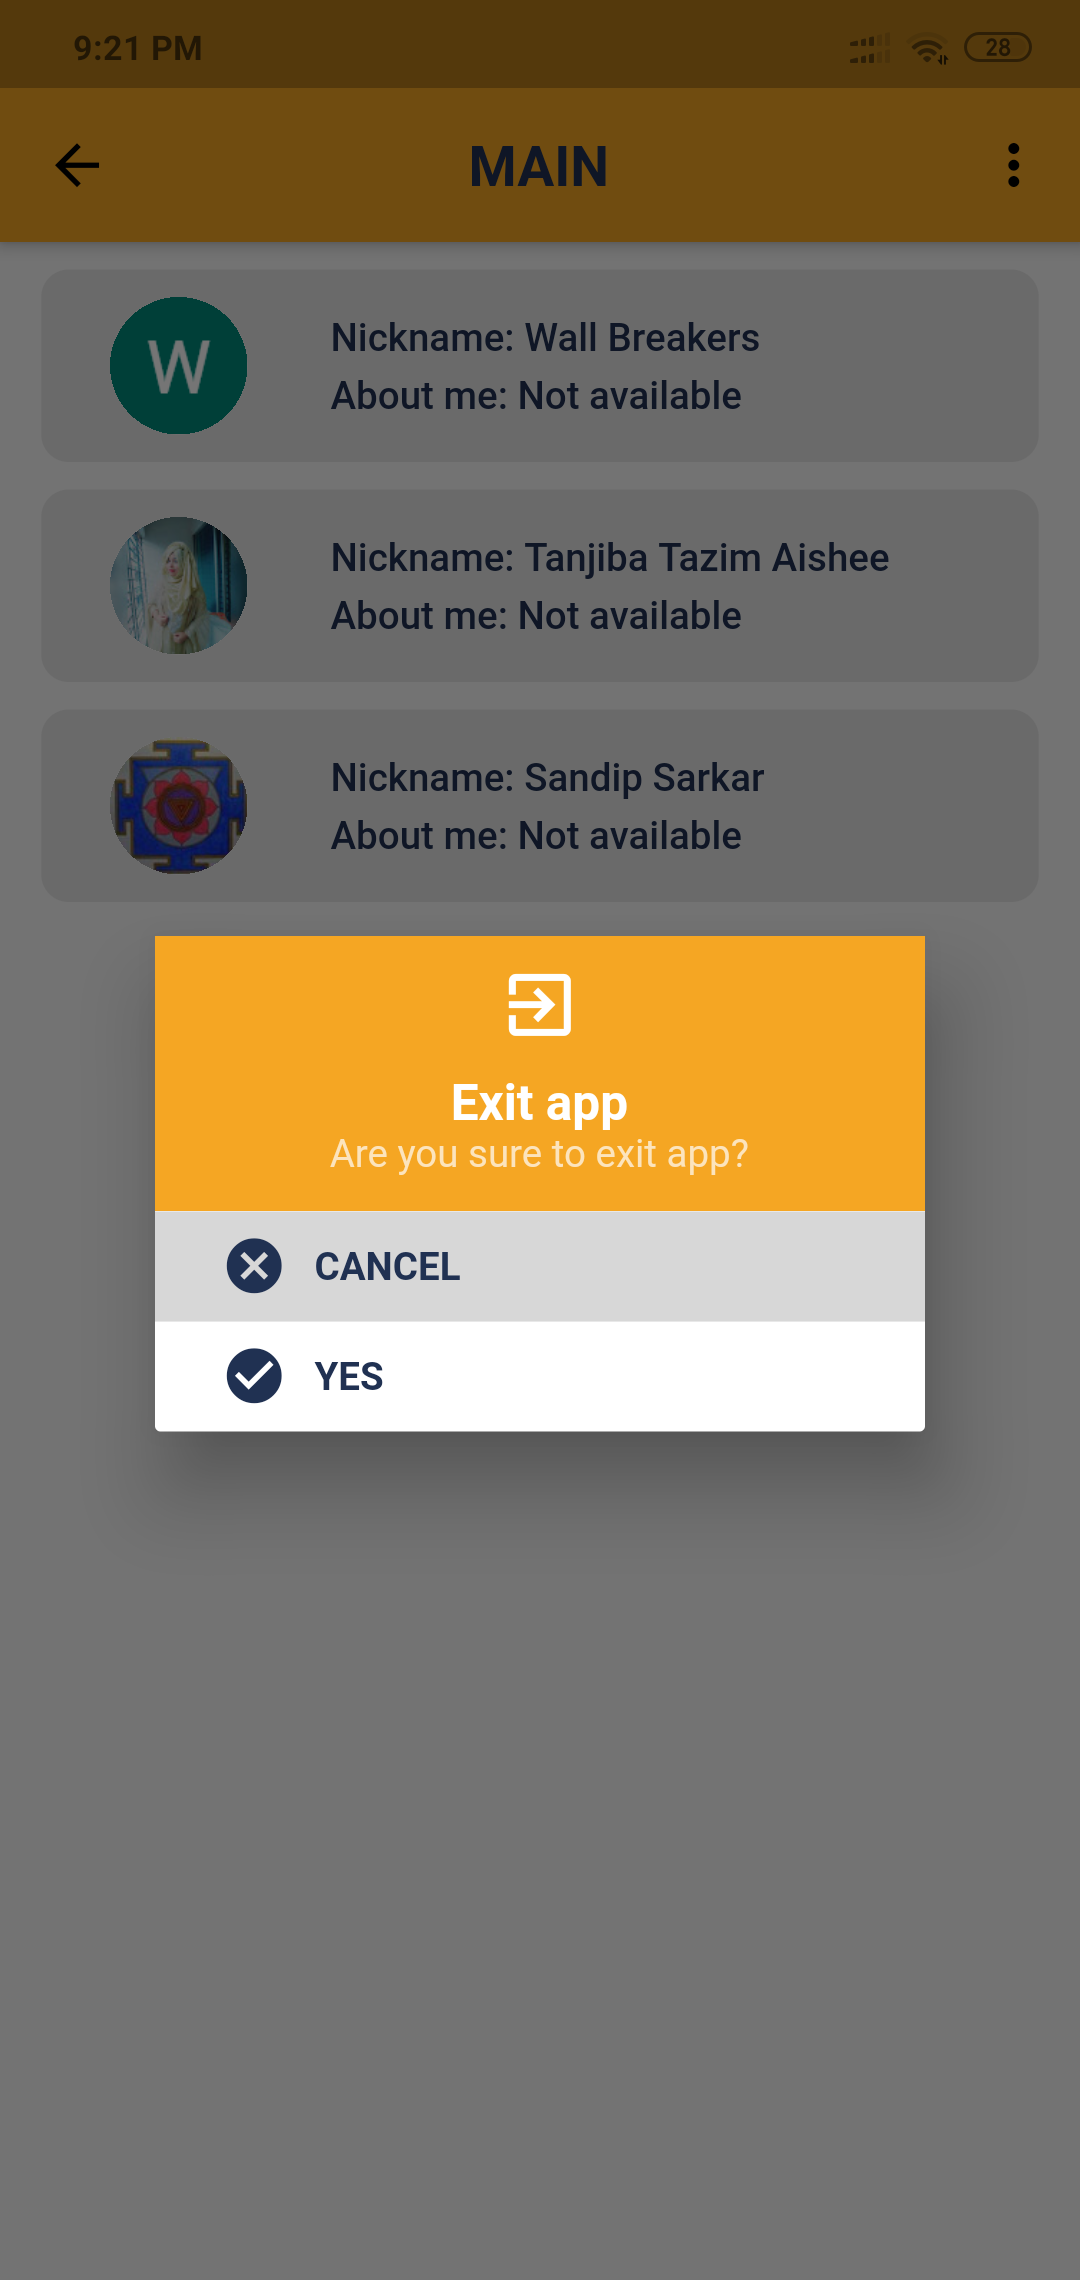 9:21 PM
28
MAIN
W
Nickname: Wall Breakers
About me: Not available
Nickname: Tanjiba Tazim Aishee
About me: Not available
Nickname: Sandip Sarkar
About me: Not available
Exit app
Are you sure to exit app?
CANCEL
YES